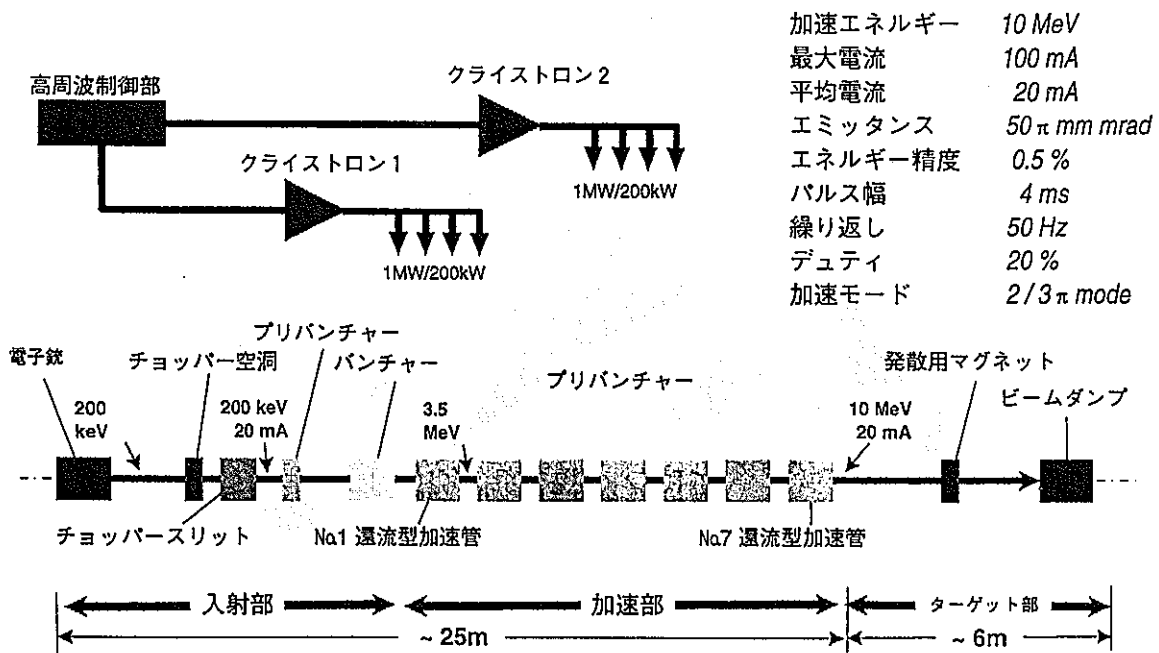 加速エネルギー 10 MeV
最大電流 100 mA
平均電流 20 mA
エミッタンス 50 π mm mrad
エネルギー精度 0.5 %
パルス幅 4 ms
繰り返し 50 Hz
デュティ 20 %
加速モード 2 / 3 π mode
高周波制御部
クライストロン 2
1MW/200kW
クライストロン 1
1MW/200kW
電子銃
200 keV
チョッパー空洞
チョッパースリット
200 keV
20 mA
プリバンチャー
バンチャー
3.5
MeV
プリバンチャー
No.1 還流型加速管
No.7 還流型加速管
10 MeV
20 mA
発散用マグネット
ビームダンプ
入射部
加速部
ターゲット部
~ 25m
~ 6m